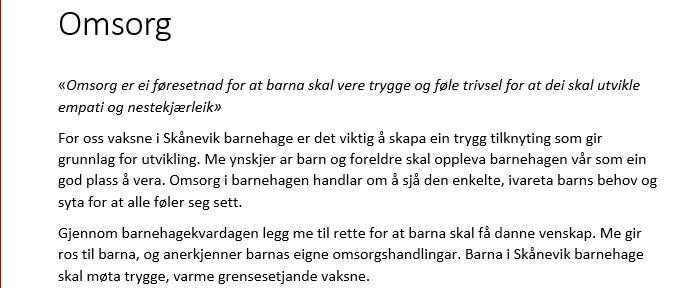 Omsorg
«Omsorg er ei føresetnad for at barna skal vere trygge og føle trivsel for at dei skal utvikle
empati og nestekjærleik»
For oss vaksne i Skånevik barnehage er det viktig å skapa ein trygg tilknyting som gir
grunnlag for utvikling. Me ynskjer ar barn og foreldre skal oppleva barnehagen vår som ein
god plass å vera. Omsorg i barnehagen handlar om å sjå den enkelte, ivareta barns behov og
syta for at alle føler seg sett.
Gjennom barnehagekvardagen legg me til rette for at barna skal få danne venskap. Me gir
ros til barna, og anerkjenner barnas eigne omsorgshandlingar. Barna i Skånevik barnehage
skal møta trygge, varme grensesetjande vaksne.